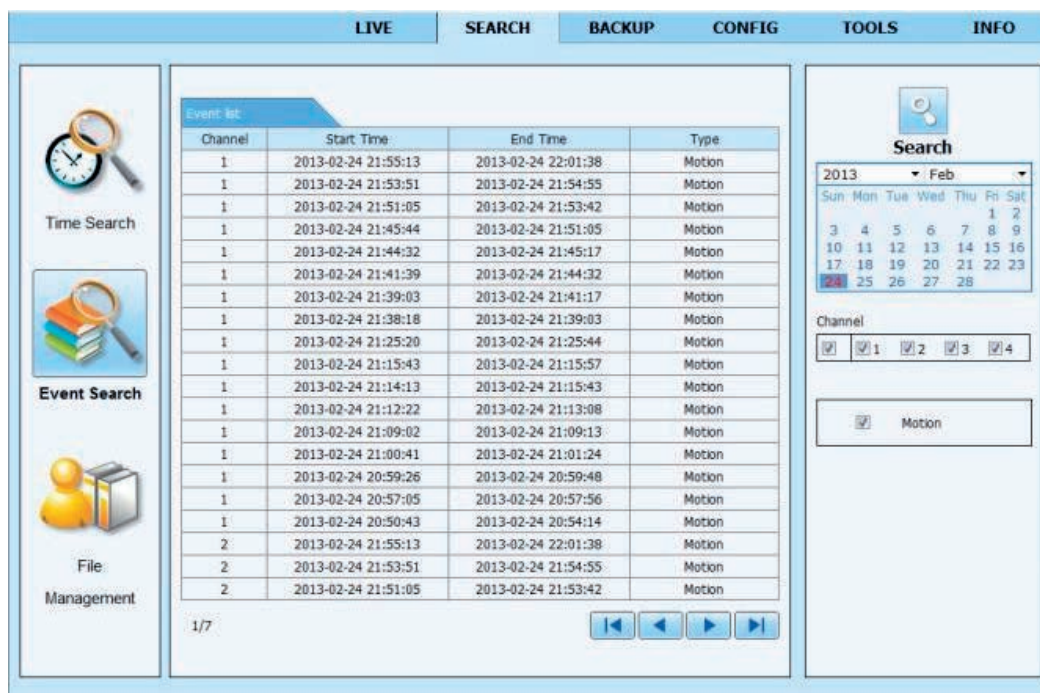 LIVE SEARCH BACKUP CONFIG TOOLS INFO
Time Search
Event Search
File
Management
Event list
Channel Start Time End Time Type
1 2013-02-24 21:55:13 2013-02-24 22:01:38 Motion
1 2013-02-24 21:53:51 2013-02-24 21:54:55 Motion
1 2013-02-24 21:51:05 2013-02-24 21:53:42 Motion
1 2013-02-24 21:45:44 2013-02-24 21:51:05 Motion
1 2013-02-24 21:44:32 2013-02-24 21:45:17 Motion
1 2013-02-24 21:41:39 2013-02-24 21:44:32 Motion
1 2013-02-24 21:39:03 2013-02-24 21:41:17 Motion
1 2013-02-24 21:38:18 2013-02-24 21:39:03 Motion
1 2013-02-24 21:25:20 2013-02-24 21:25:44 Motion
1 2013-02-24 21:15:43 2013-02-24 21:15:57 Motion
1 2013-02-24 21:14:13 2013-02-24 21:15:43 Motion
1 2013-02-24 21:12:22 2013-02-24 21:13:08 Motion
1 2013-02-24 21:09:02 2013-02-24 21:09:13 Motion
1 2013-02-24 21:00:41 2013-02-24 21:01:24 Motion
1 2013-02-24 20:59:26 2013-02-24 20:59:48 Motion
1 2013-02-24 20:57:05 2013-02-24 20:57:56 Motion
1 2013-02-24 20:50:43 2013-02-24 20:54:14 Motion
2 2013-02-24 21:55:13 2013-02-24 22:01:38 Motion
2 2013-02-24 21:53:51 2013-02-24 21:54:55 Motion
2 2013-02-24 21:51:05 2013-02-24 21:53:42 Motion
1/7
Search
2013 Feb
Sun Mon Tue Wed Thu Fri Sat
1 2
3 4 5 6 7 8 9
10 11 12 13 14 15 16
17 18 19 20 21 22 23
24 25 26 27 28
Channel
1 2 3 4
Motion